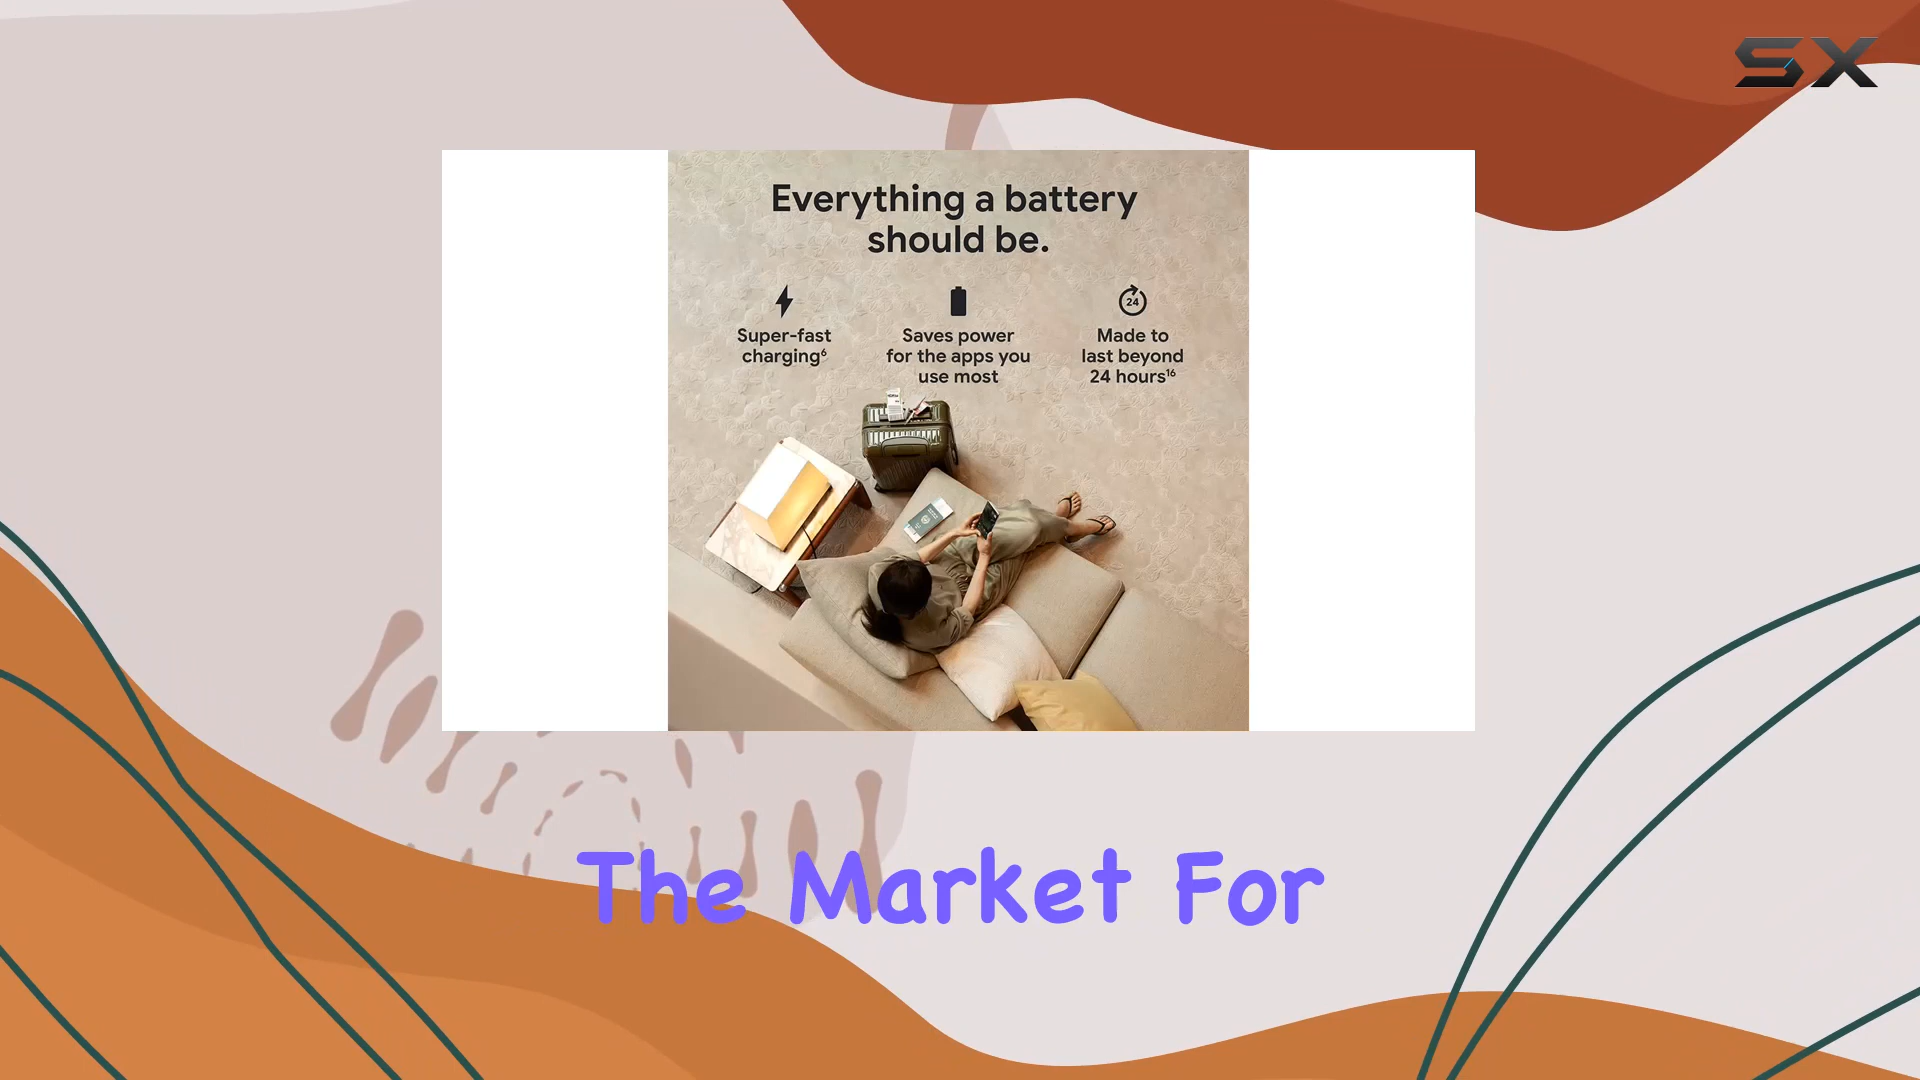 SX
Everything a battery
should be.
24
Super-fast
charging⁶
Saves power
for the apps you
use most
Made to
last beyond
24 hours¹⁶
The Market For